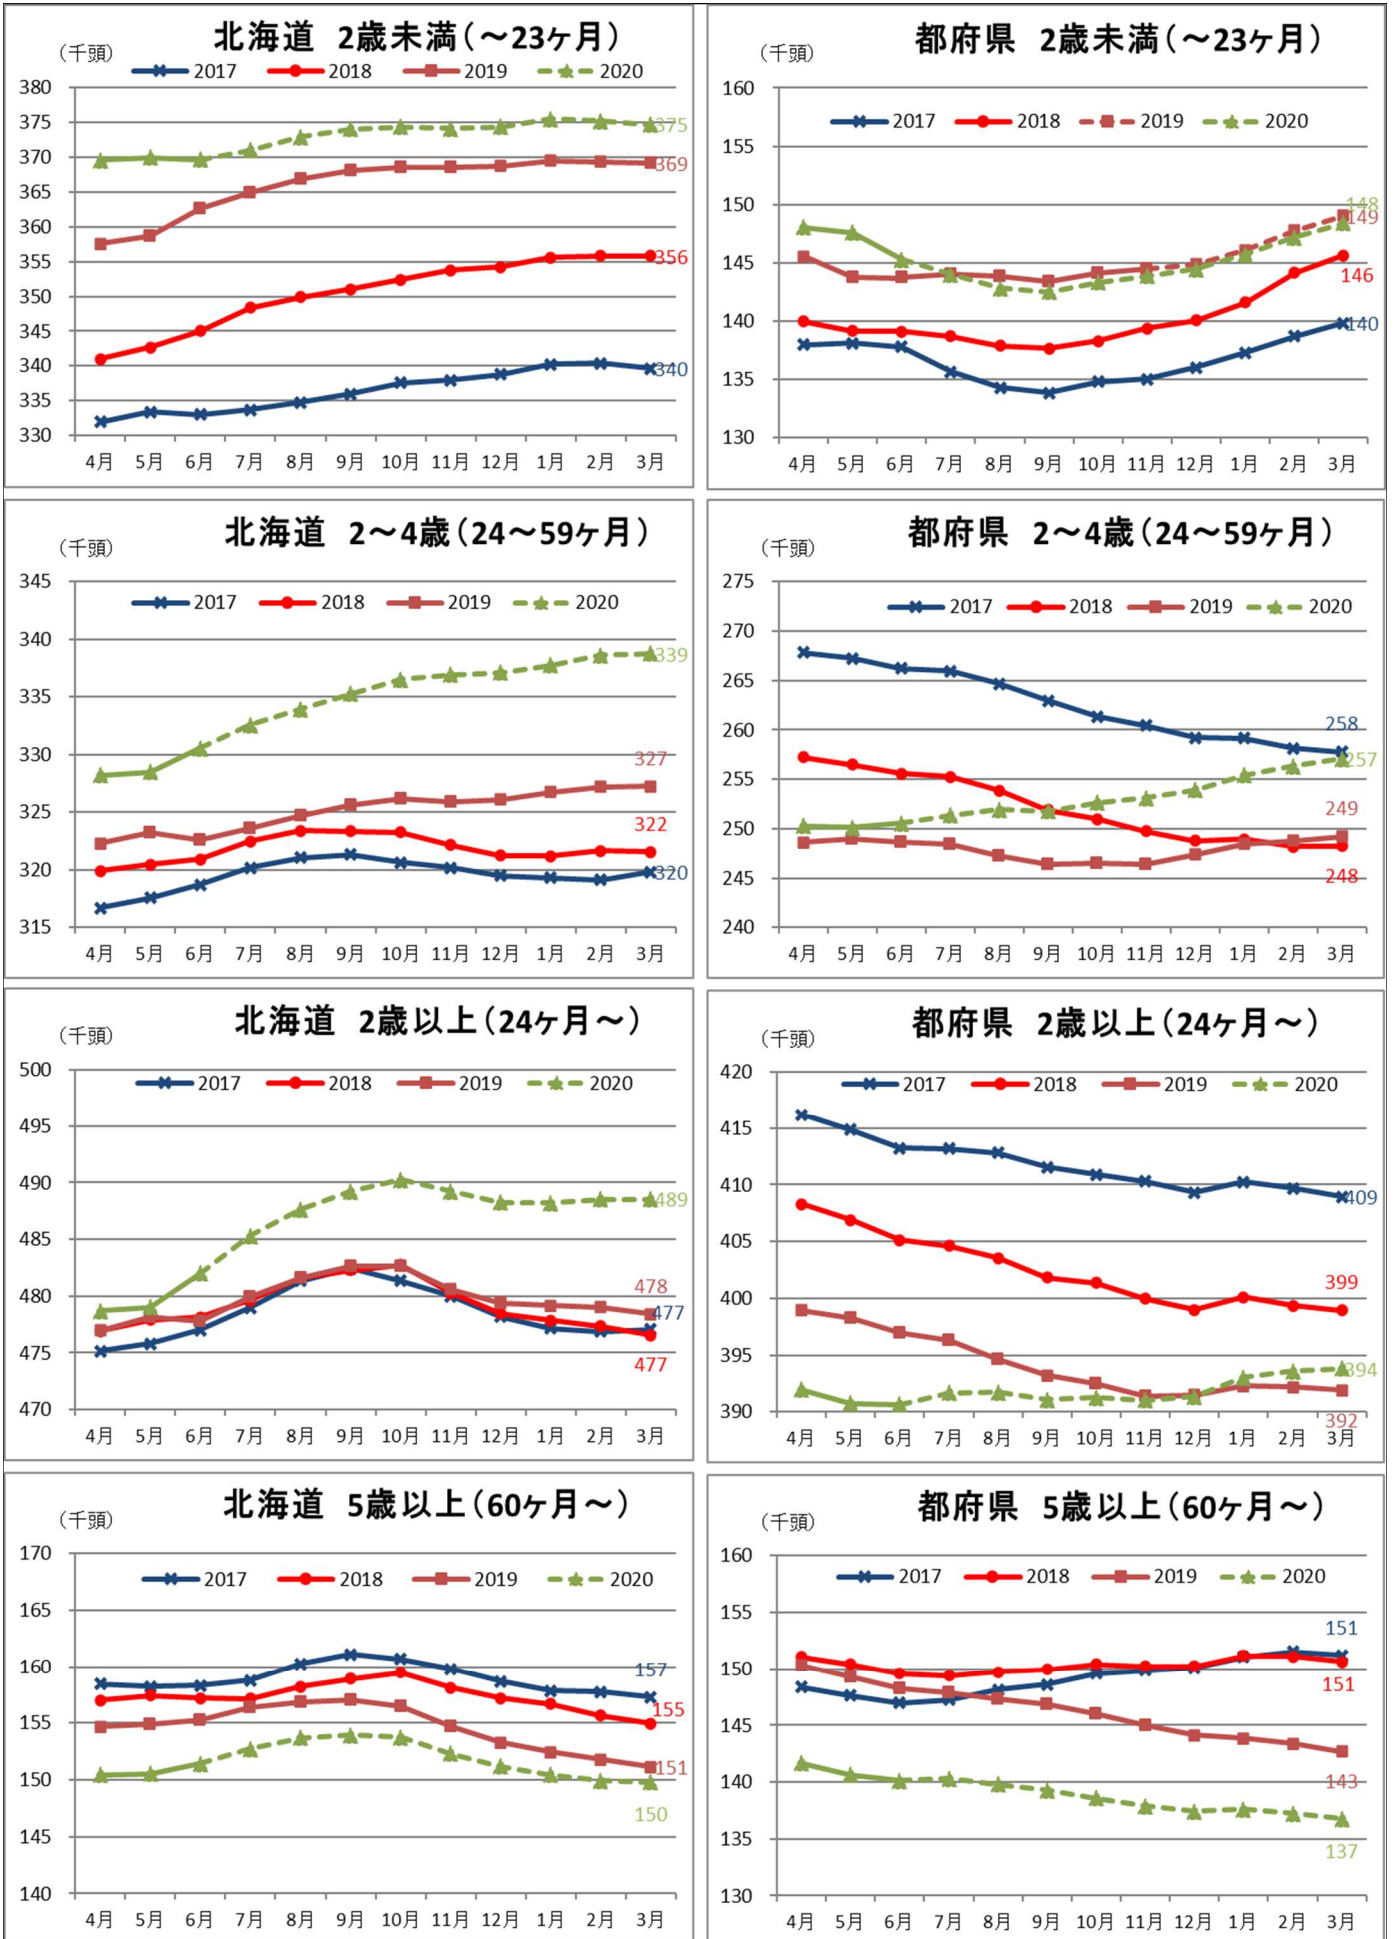 北海道　2歳未満（～23ヶ月）
（千頭）
2017 2018 2019 2020
380
375
370
365
360
355
350
345
340
335
330
375
369
356
340
4月 5月 6月 7月 8月 9月 10月 11月 12月 1月 2月 3月
都府県　2歳未満（～23ヶ月）
（千頭）
2017 2018 2019 2020
160
155
150
145
140
135
130
148
149
146
140
4月 5月 6月 7月 8月 9月 10月 11月 12月 1月 2月 3月
北海道　2～4歳（24～59ヶ月）
（千頭）
2017 2018 2019 2020
345
340
335
330
325
320
315
339
327
322
320
4月 5月 6月 7月 8月 9月 10月 11月 12月 1月 2月 3月
都府県　2～4歳（24～59ヶ月）
（千頭）
2017 2018 2019 2020
275
270
265
260
255
250
245
240
258
257
249
248
4月 5月 6月 7月 8月 9月 10月 11月 12月 1月 2月 3月
北海道　2歳以上（24ヶ月～）
（千頭）
2017 2018 2019 2020
500
495
490
485
480
475
470
489
478
477
477
4月 5月 6月 7月 8月 9月 10月 11月 12月 1月 2月 3月
都府県　2歳以上（24ヶ月～）
（千頭）
2017 2018 2019 2020
420
415
410
405
400
395
390
409
399
394
392
4月 5月 6月 7月 8月 9月 10月 11月 12月 1月 2月 3月
北海道　5歳以上（60ヶ月～）
（千頭）
2017 2018 2019 2020
170
165
160
155
150
145
140
157
155
151
150
4月 5月 6月 7月 8月 9月 10月 11月 12月 1月 2月 3月
都府県　5歳以上（60ヶ月～）
（千頭）
2017 2018 2019 2020
160
155
150
145
140
135
130
151
151
143
137
4月 5月 6月 7月 8月 9月 10月 11月 12月 1月 2月 3月